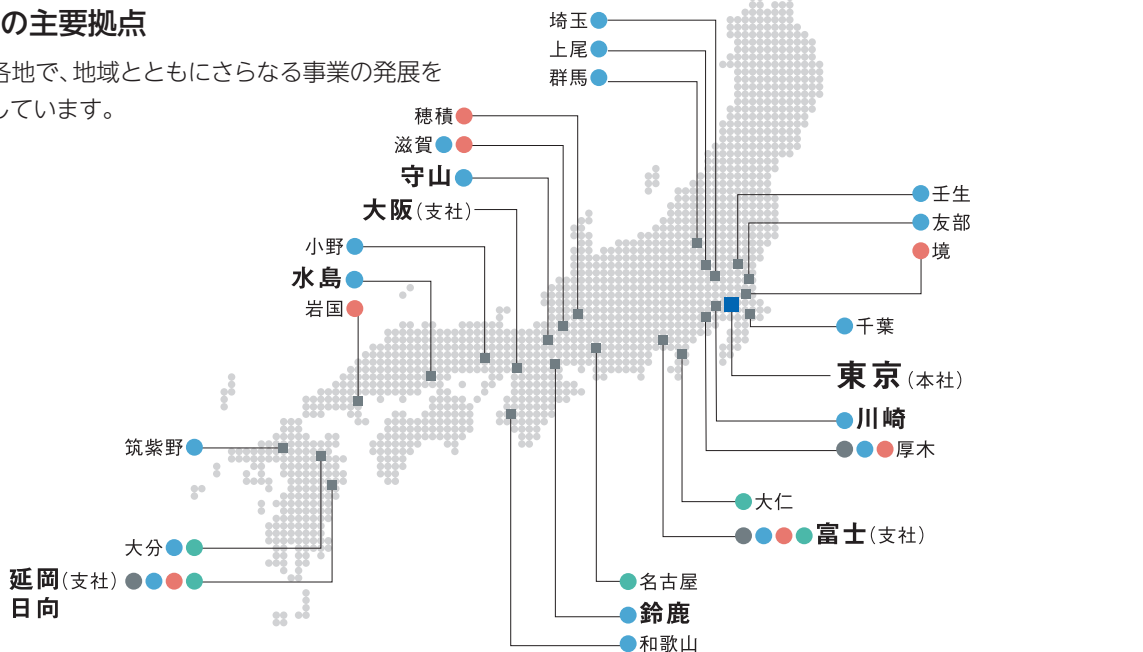 の主要拠点
各地で、地域とともにさらなる事業の発展を
しています。
埼玉
上尾
群馬
穂積
滋賀
守山
大阪(支社)
小野
水島
岩国
筑紫野
大分
延岡(支社)
日向
壬生
友部
境
千葉
東京(本社)
川崎
厚木
大仁
富士(支社)
名古屋
鈴鹿
和歌山